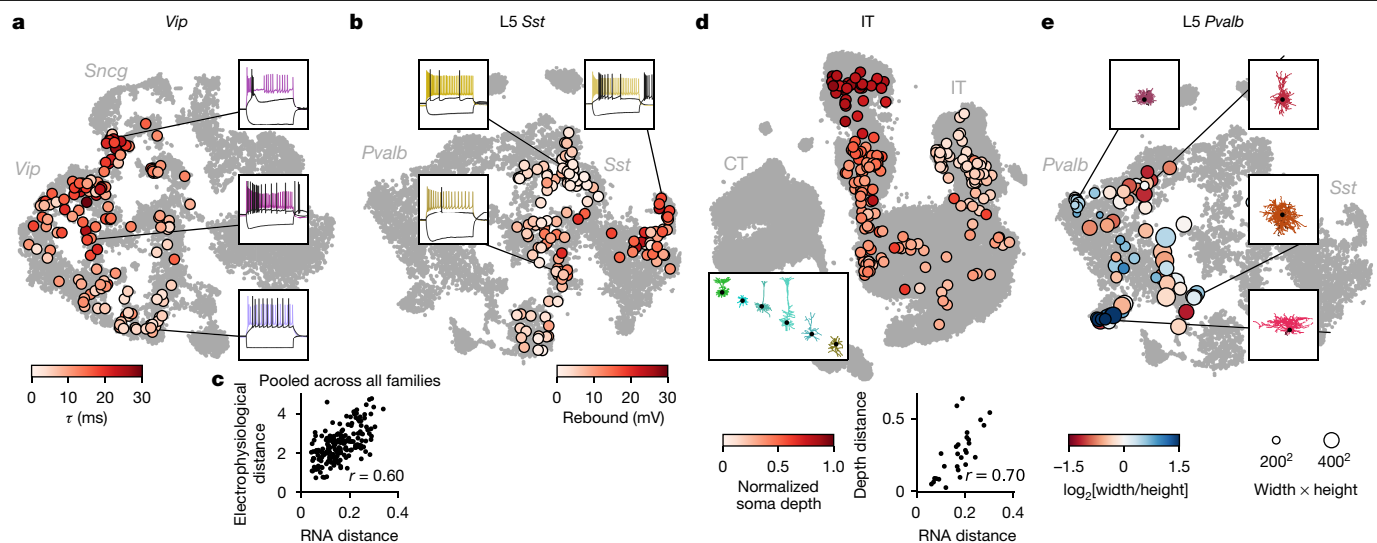 a
Vip
Sncg
Vip
0 10 20 30
τ (ms)
b
L5 Sst
Pvalb
Sst
0 10 20 30
Rebound (mV)
c
Pooled across all families
Electrophysiological
distance
4
2
0
r = 0.60
0 0.2 0.4
RNA distance
d
IT
IT
CT
0 0.5 1.0
Normalized
soma depth
Depth distance
0.5
0
r = 0.70
0 0.2 0.4
RNA distance
e
L5 Pvalb
Pvalb
Sst
−1.5 0 1.5
log2[width/height]
200² 400²
Width × height